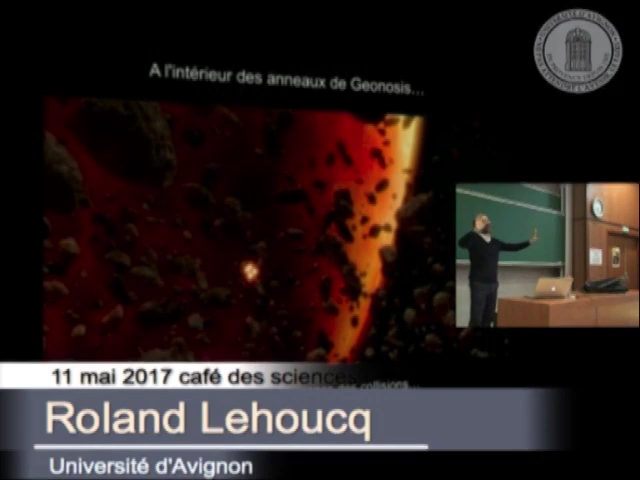 A l'intérieur des anneaux de Geonosis...
11 mai 2017 café des sciences
Roland Lehoucq
Université d'Avignon